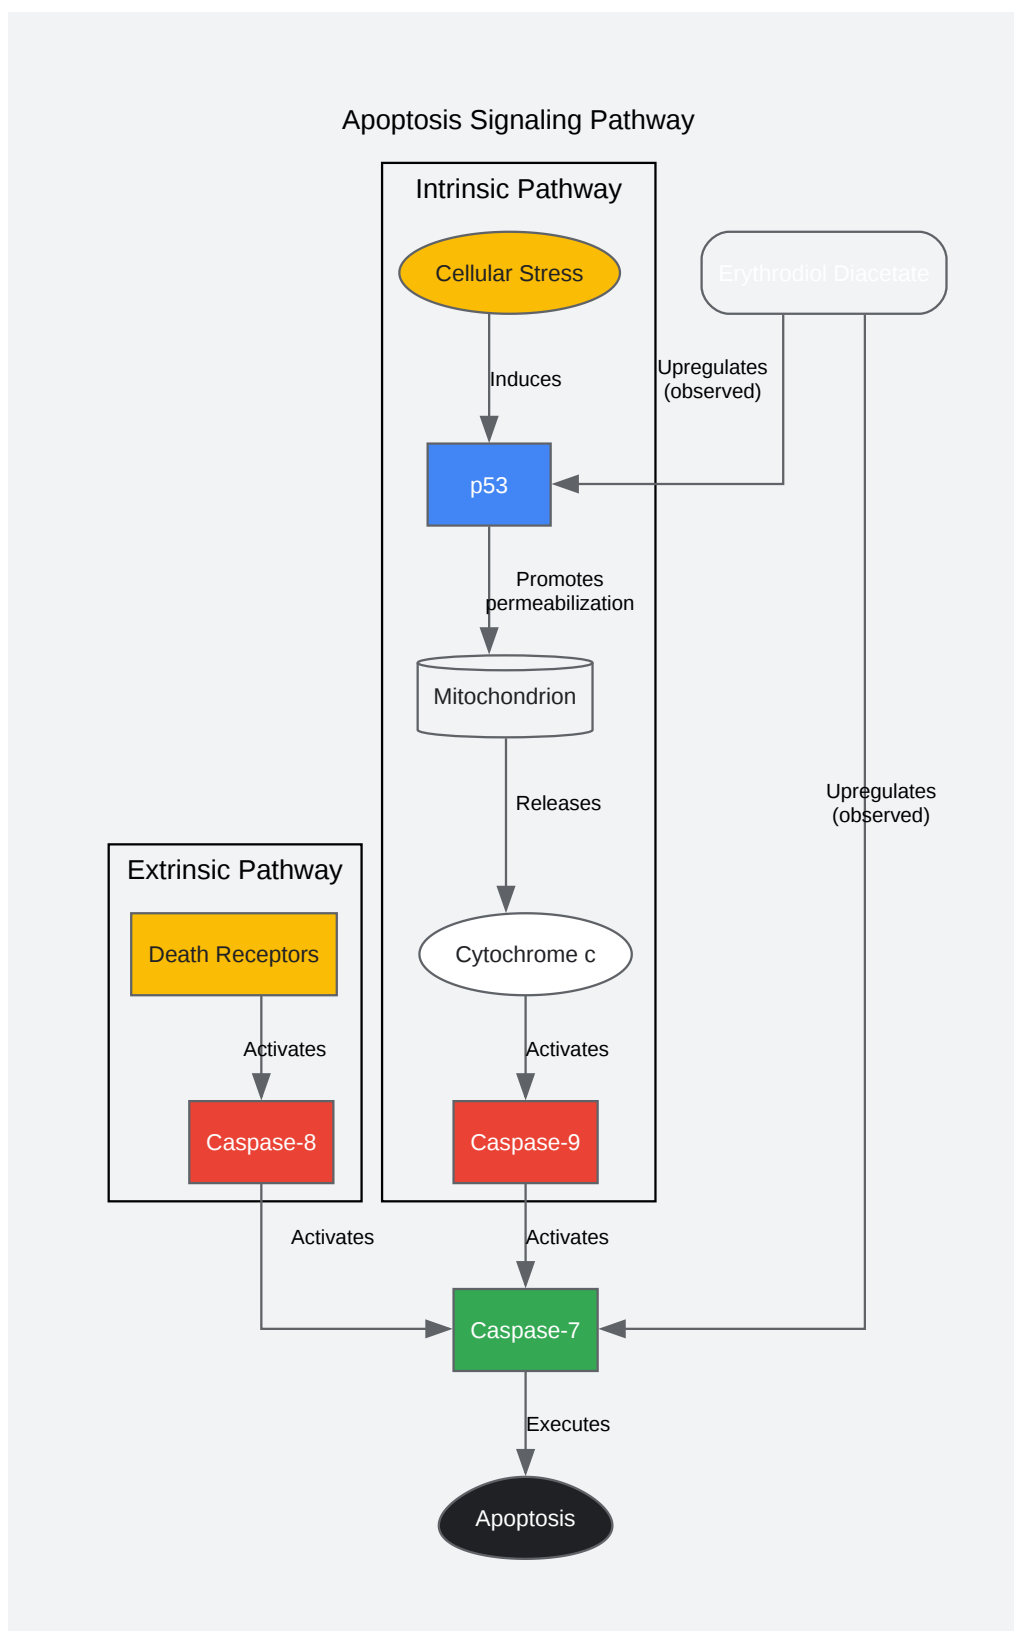 Apoptosis Signaling Pathway
Intrinsic Pathway
Cellular Stress
Erythrodiol Diacetate
Induces
Upregulates
(observed)
p53
Promotes
permeabilization
Mitochondrion
Releases
Upregulates
(observed)
Extrinsic Pathway
Death Receptors
Cytochrome c
Activates
Activates
Caspase-8
Caspase-9
Activates
Activates
Caspase-7
Executes
Apoptosis